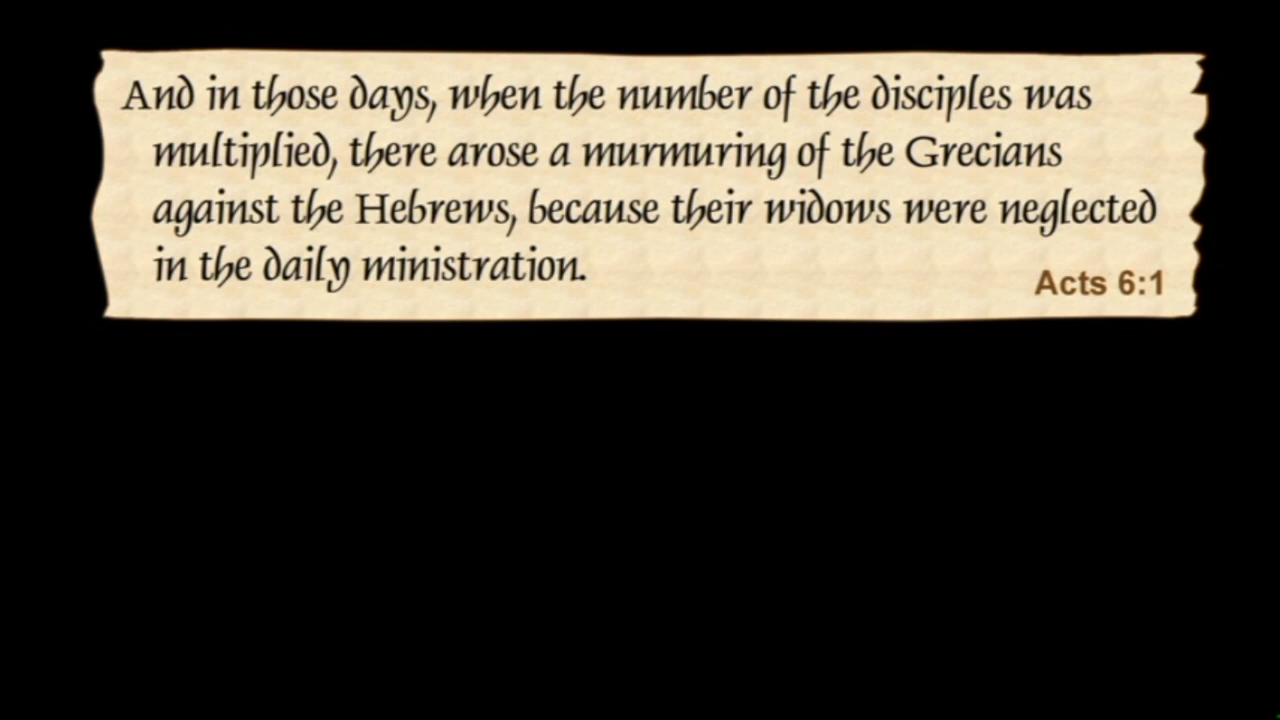 And in those days, when the number of the disciples was
multiplied, there arose a murmuring of the Grecians
against the Hebrews, because their widows were neglected
in the daily ministration.
Acts 6:1